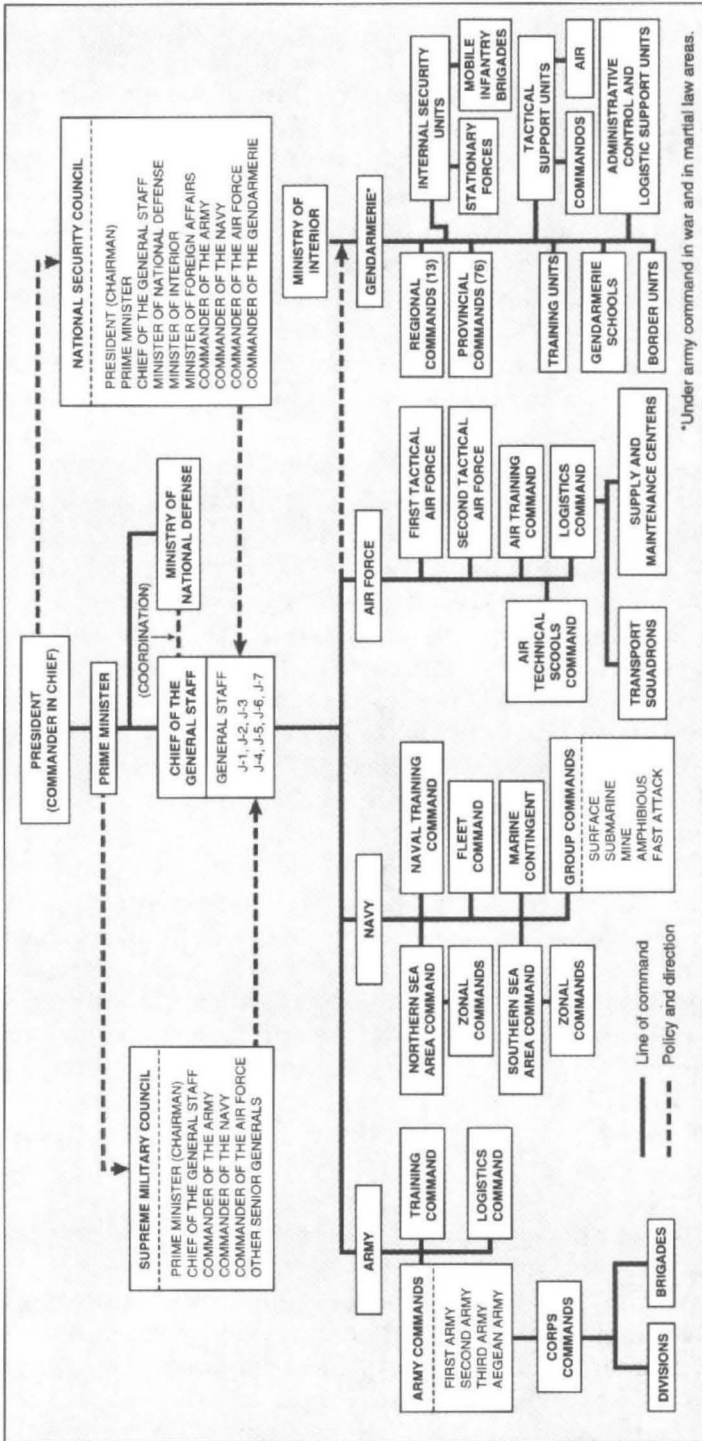 PRESIDENT
(COMMANDER IN CHIEF)
PRIME MINISTER
(COORDINATION)
MINISTRY OF
NATIONAL DEFENSE
CHIEF OF THE
GENERAL STAFF
GENERAL STAFF
J-1, J-2, J-3
J-4, J-5, J-6, J-7
SUPREME MILITARY COUNCIL
PRIME MINISTER (CHAIRMAN)
CHIEF OF THE GENERAL STAFF
COMMANDER OF THE ARMY
COMMANDER OF THE NAVY
COMMANDER OF THE AIR FORCE
OTHER SENIOR GENERALS
NATIONAL SECURITY COUNCIL
PRESIDENT (CHAIRMAN)
PRIME MINISTER
CHIEF OF THE GENERAL STAFF
MINISTER OF NATIONAL DEFENSE
MINISTER OF INTERIOR
MINISTER OF FOREIGN AFFAIRS
COMMANDER OF THE ARMY
COMMANDER OF THE NAVY
COMMANDER OF THE AIR FORCE
COMMANDER OF THE GENDARMERIE
MINISTRY OF
INTERIOR
ARMY
ARMY COMMANDS
FIRST ARMY
SECOND ARMY
THIRD ARMY
AEGEAN ARMY
TRAINING
COMMAND
LOGISTICS
COMMAND
CORPS
COMMANDS
DIVISIONS
BRIGADES
NAVY
NORTHERN SEA
AREA COMMAND
ZONAL
COMMANDS
SOUTHERN SEA
AREA COMMAND
ZONAL
COMMANDS
NAVAL TRAINING
COMMAND
FLEET
COMMAND
MARINE
CONTINGENT
GROUP COMMANDS
SURFACE
SUBMARINE
MINE
AMPHIBIOUS
FAST ATTACK
AIR FORCE
FIRST TACTICAL
AIR FORCE
SECOND TACTICAL
AIR FORCE
AIR TRAINING
COMMAND
LOGISTICS
COMMAND
AIR
TECHNICAL
SCOOLS
COMMAND
TRANSPORT
SQUADRONS
SUPPLY AND
MAINTENANCE CENTERS
GENDARMERIE*
REGIONAL
COMMANDS (13)
PROVINCIAL
COMMANDS (76)
TRAINING UNITS
GENDARMERIE
SCHOOLS
BORDER UNITS
INTERNAL SECURITY
UNITS
STATIONARY
FORCES
MOBILE
INFANTRY
BRIGADES
TACTICAL
SUPPORT UNITS
COMMANDOS
AIR
ADMINISTRATIVE
CONTROL AND
LOGISTIC SUPPORT UNITS
Line of command
Policy and direction
*Under army command in war and in martial law areas.